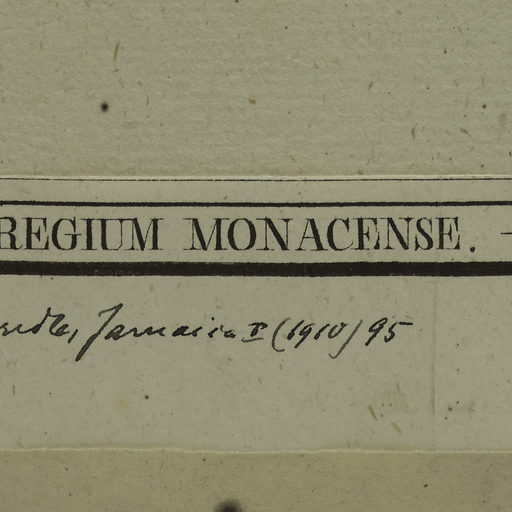 REGIUM MONACENSE. -
Jamaica I (1910) 95